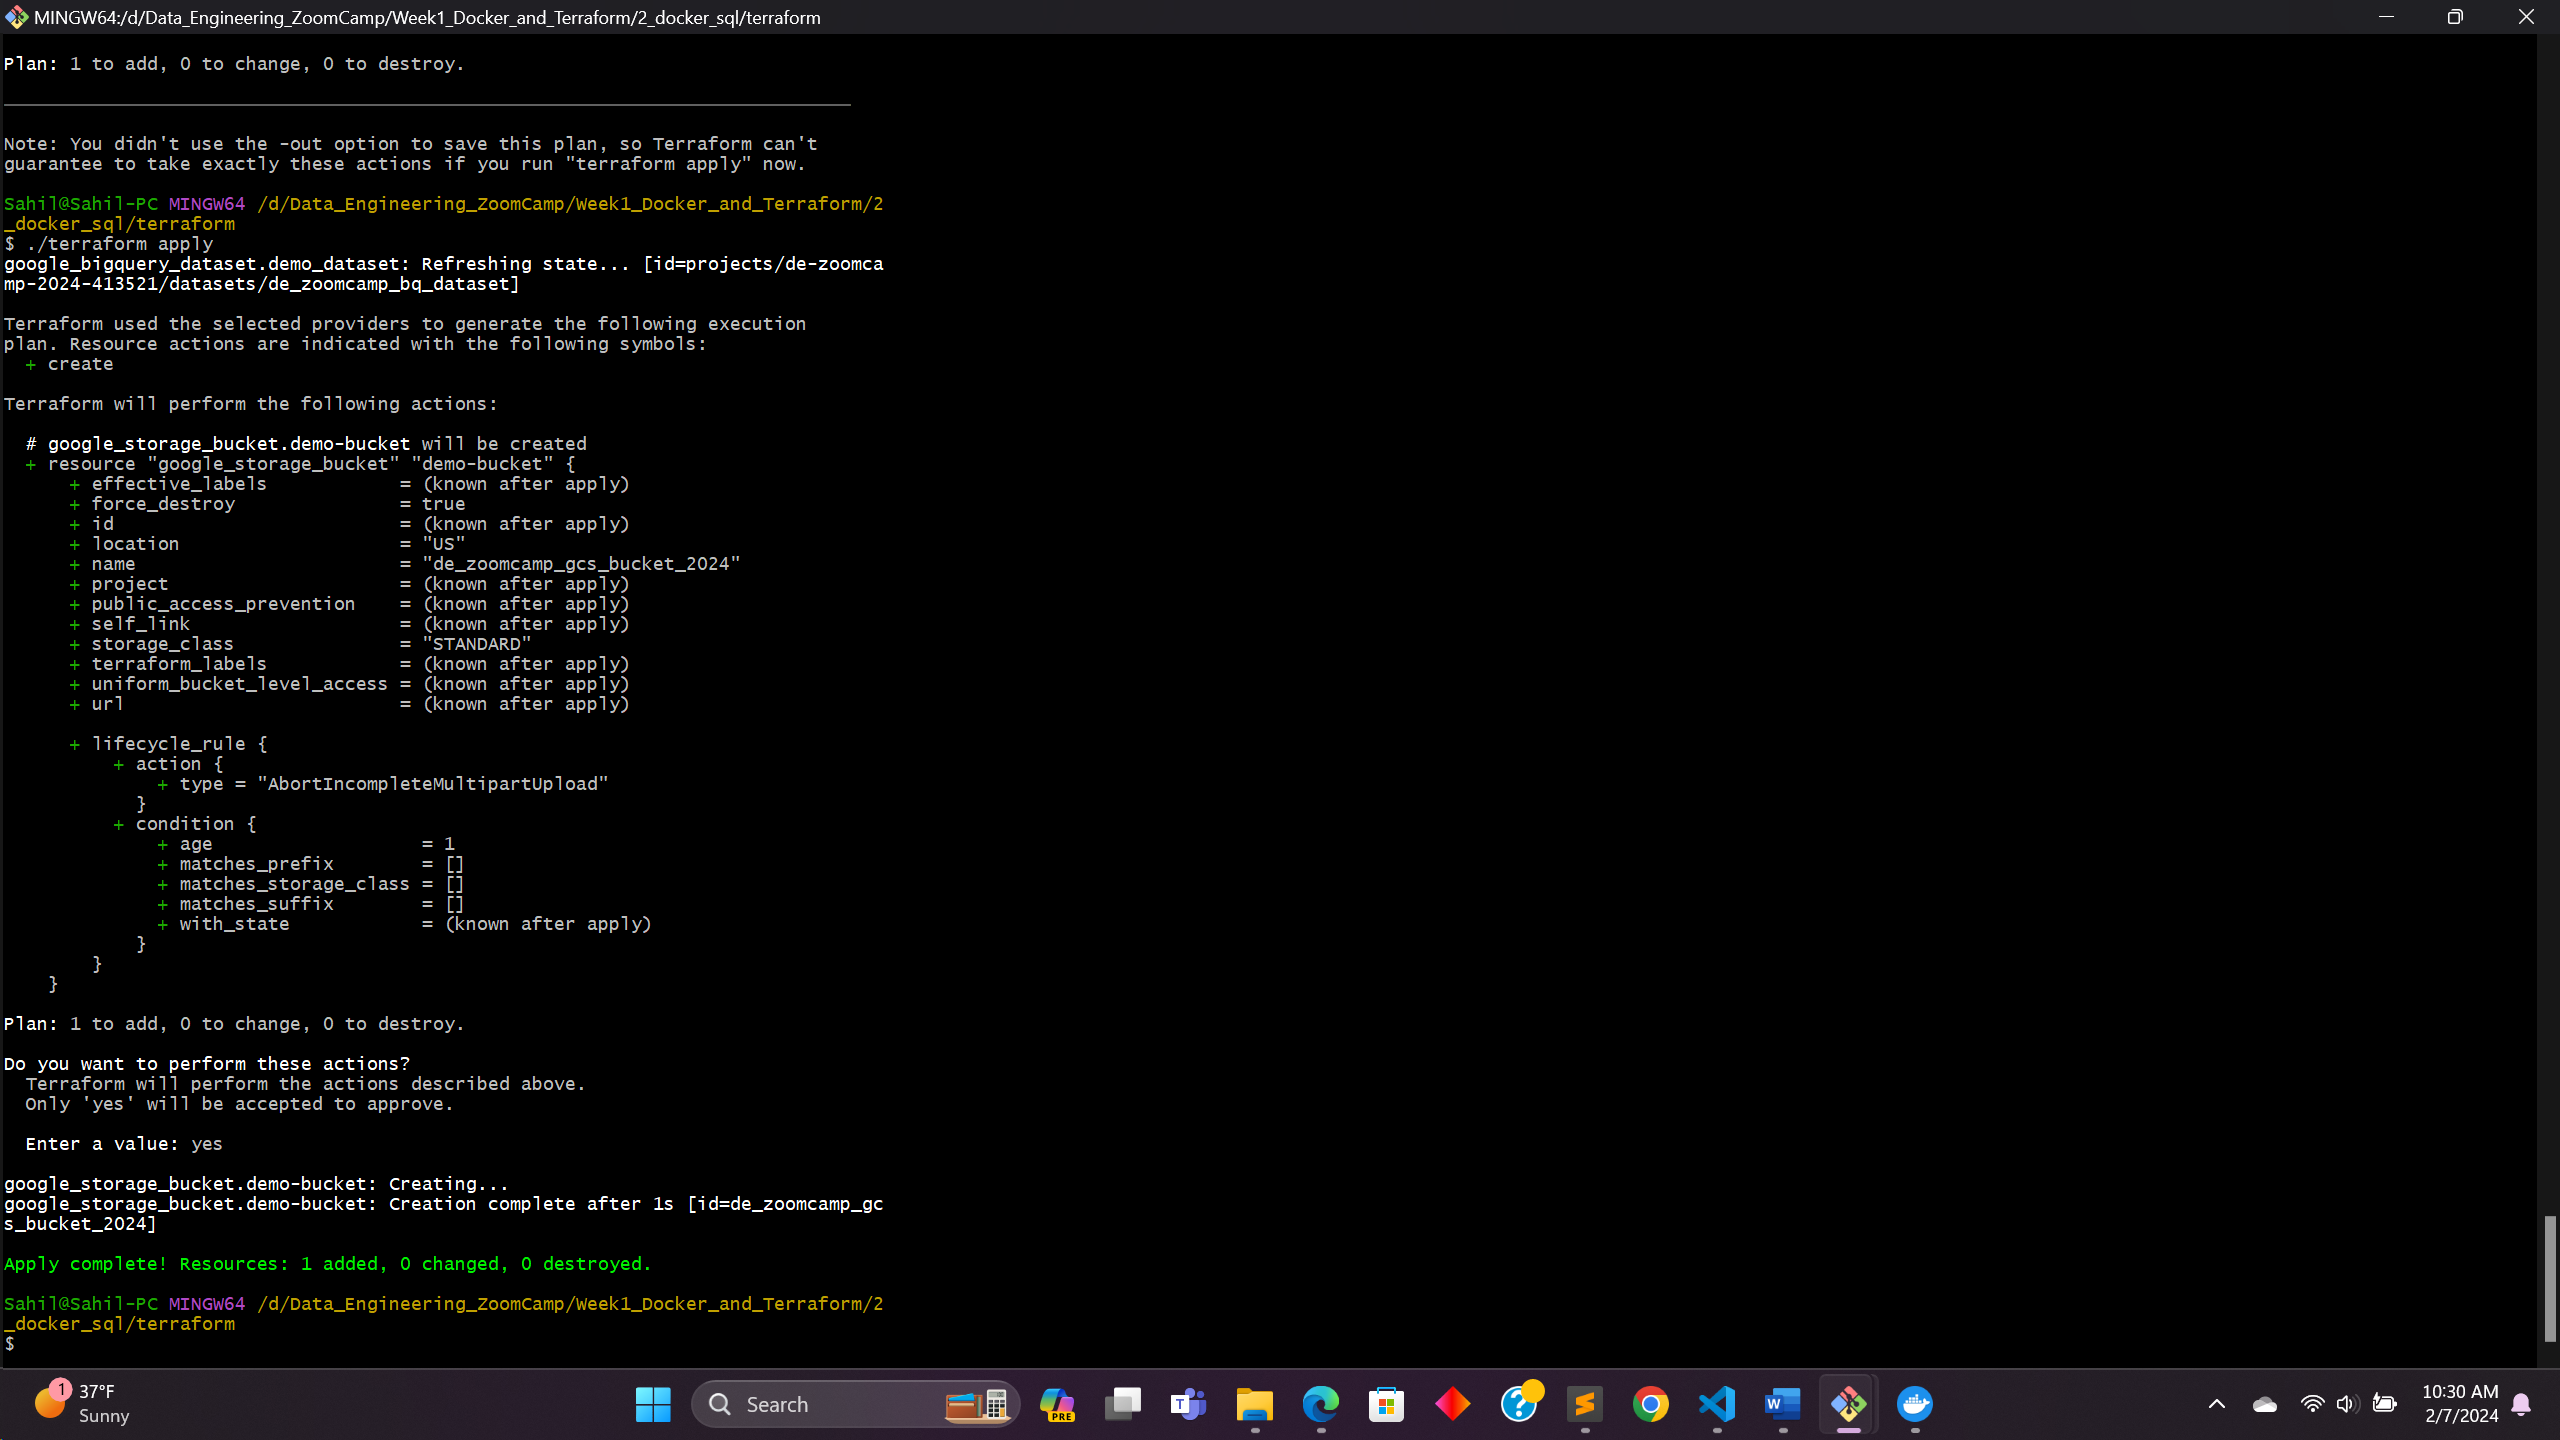 MINGW64:/d/Data_Engineering_ZoomCamp/Week1_Docker_and_Terraform/2_docker_sql/terraform
Plan: 1 to add, 0 to change, 0 to destroy.
Note: You didn't use the -out option to save this plan, so Terraform can't
guarantee to take exactly these actions if you run "terraform apply" now.
Sahil@Sahil-PC MINGW64 /d/Data_Engineering_ZoomCamp/Week1_Docker_and_Terraform/2
_docker_sql/terraform
$ ./terraform apply
google_bigquery_dataset.demo_dataset: Refreshing state... [id=projects/de-zoomca
mp-2024-413521/datasets/de_zoomcamp_bq_dataset]
Terraform used the selected providers to generate the following execution
plan. Resource actions are indicated with the following symbols:
  + create
Terraform will perform the following actions:
  # google_storage_bucket.demo-bucket will be created
  + resource "google_storage_bucket" "demo-bucket" {
      + effective_labels            = (known after apply)
      + force_destroy               = true
      + id                          = (known after apply)
      + location                    = "US"
      + name                        = "de_zoomcamp_gcs_bucket_2024"
      + project                     = (known after apply)
      + public_access_prevention    = (known after apply)
      + self_link                   = (known after apply)
      + storage_class               = "STANDARD"
      + terraform_labels            = (known after apply)
      + uniform_bucket_level_access = (known after apply)
      + url                         = (known after apply)
      + lifecycle_rule {
          + action {
              + type = "AbortIncompleteMultipartUpload"
            }
          + condition {
              + age                   = 1
              + matches_prefix        = []
              + matches_storage_class = []
              + matches_suffix        = []
              + with_state            = (known after apply)
            }
        }
    }
Plan: 1 to add, 0 to change, 0 to destroy.
Do you want to perform these actions?
  Terraform will perform the actions described above.
  Only 'yes' will be accepted to approve.
  Enter a value: yes
google_storage_bucket.demo-bucket: Creating...
google_storage_bucket.demo-bucket: Creation complete after 1s [id=de_zoomcamp_gc
s_bucket_2024]
Apply complete! Resources: 1 added, 0 changed, 0 destroyed.
Sahil@Sahil-PC MINGW64 /d/Data_Engineering_ZoomCamp/Week1_Docker_and_Terraform/2
_docker_sql/terraform
$
1
37°F
Sunny
Search
PRE
10:30 AM
2/7/2024